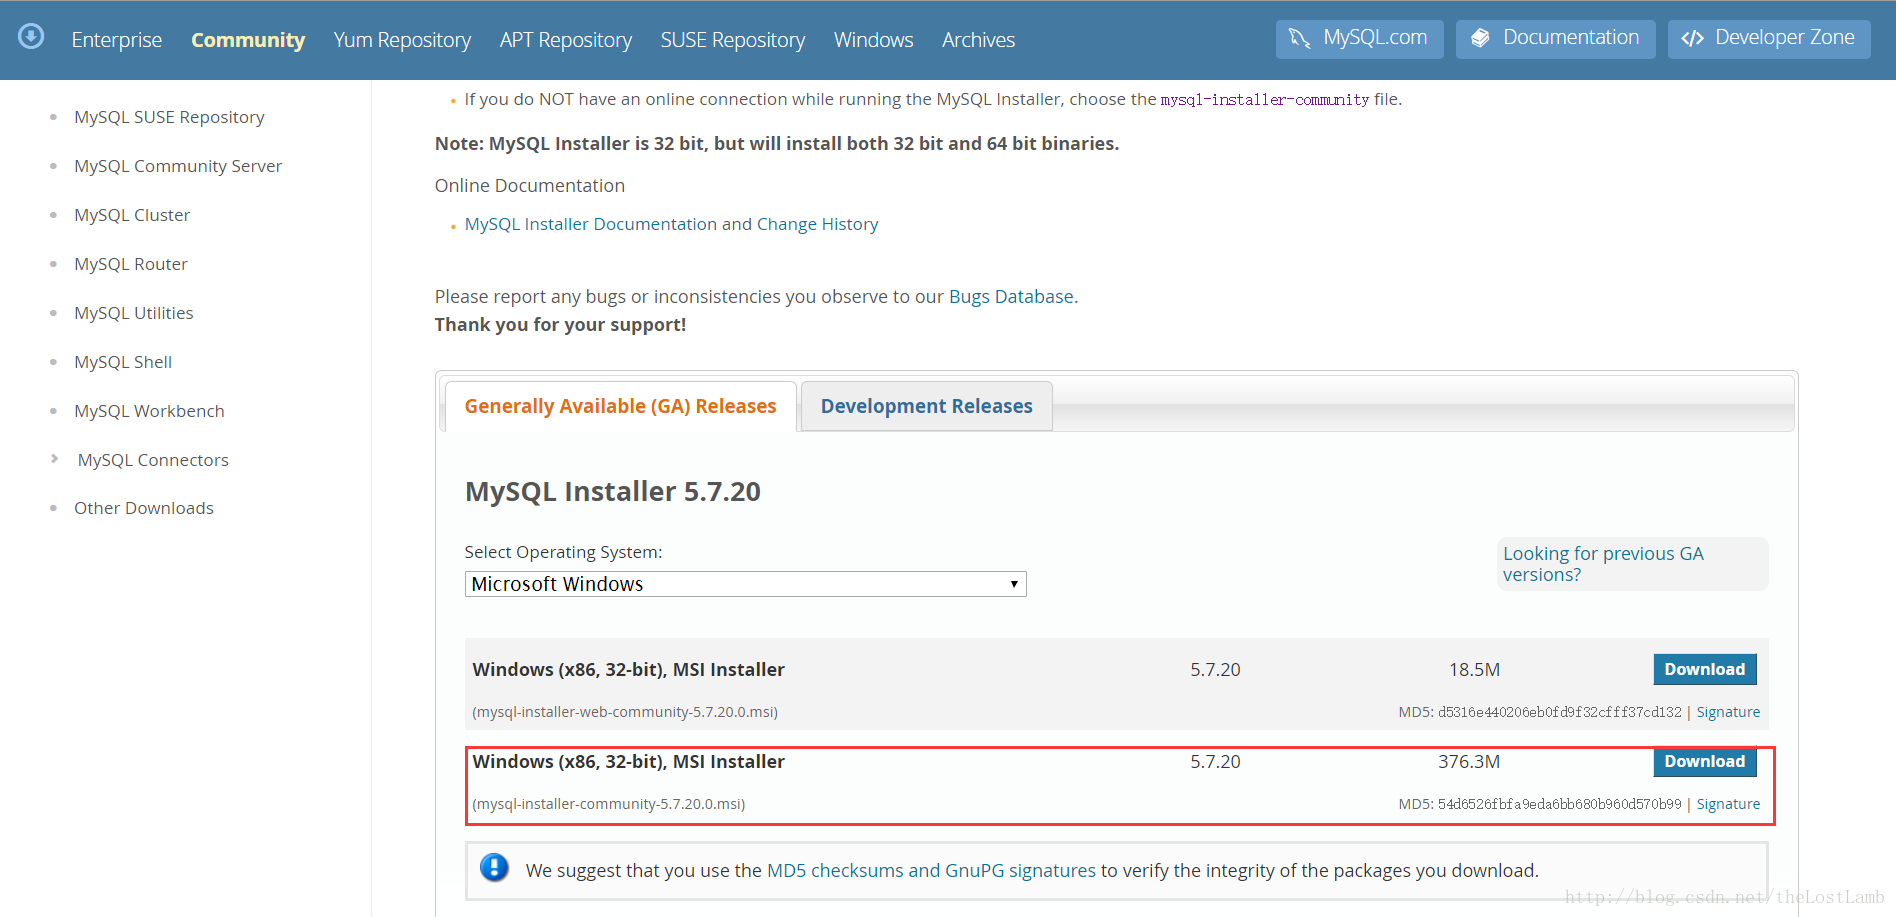 Enterprise Community Yum Repository APT Repository SUSE Repository Windows Archives MySQL.com Documentation Developer Zone
MySQL SUSE Repository
MySQL Community Server
MySQL Cluster
MySQL Router
MySQL Utilities
MySQL Shell
MySQL Workbench
MySQL Connectors
Other Downloads
If you do NOT have an online connection while running the MySQL Installer, choose the mysql-installer-community file.
Note: MySQL Installer is 32 bit, but will install both 32 bit and 64 bit binaries.
Online Documentation
MySQL Installer Documentation and Change History
Please report any bugs or inconsistencies you observe to our Bugs Database.
Thank you for your support!
Generally Available (GA) Releases Development Releases
MySQL Installer 5.7.20
Select Operating System:
Microsoft Windows
Looking for previous GA
versions?
Windows (x86, 32-bit), MSI Installer 5.7.20 18.5M Download
(mysql-installer-web-community-5.7.20.0.msi) MD5: d5316e440206eb0fd9f32cfff37cd132 | Signature
Windows (x86, 32-bit), MSI Installer 5.7.20 376.3M Download
(mysql-installer-community-5.7.20.0.msi) MD5: 54d6526fbfa9eda6bb680b960d570b99 | Signature
We suggest that you use the MD5 checksums and GnuPG signatures to verify the integrity of the packages you download.
http://blog.csdn.net/theLostLamb